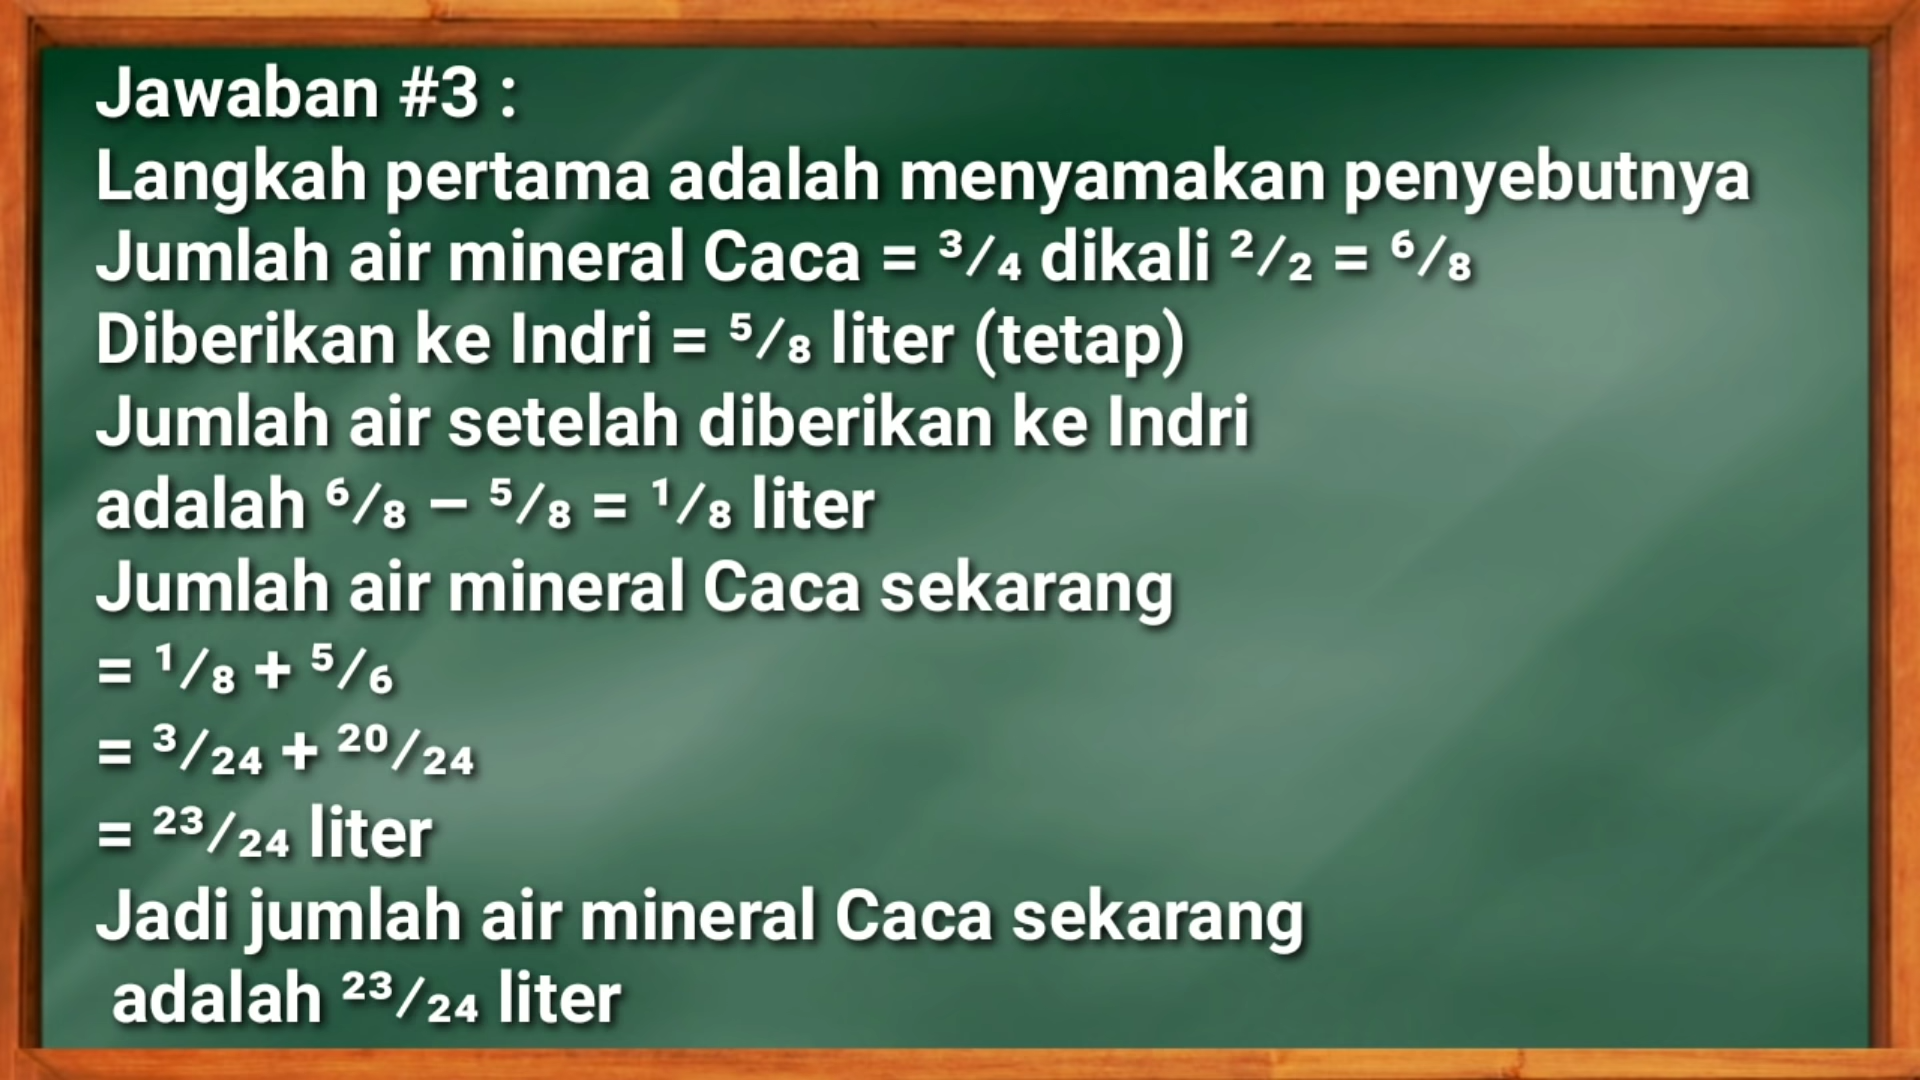 Jawaban #3 :
Langkah pertama adalah menyamakan penyebutnya
Jumlah air mineral Caca = ³/₄ dikali ²/₂ = ⁶/₈
Diberikan ke Indri = ⁵/₈ liter (tetap)
Jumlah air setelah diberikan ke Indri
adalah ⁶/₈ – ⁵/₈ = ¹/₈ liter
Jumlah air mineral Caca sekarang
= ¹/₈ + ⁵/₆
= ³/₂₄ + ²⁰/₂₄
= ²³/₂₄ liter
Jadi jumlah air mineral Caca sekarang
adalah ²³/₂₄ liter